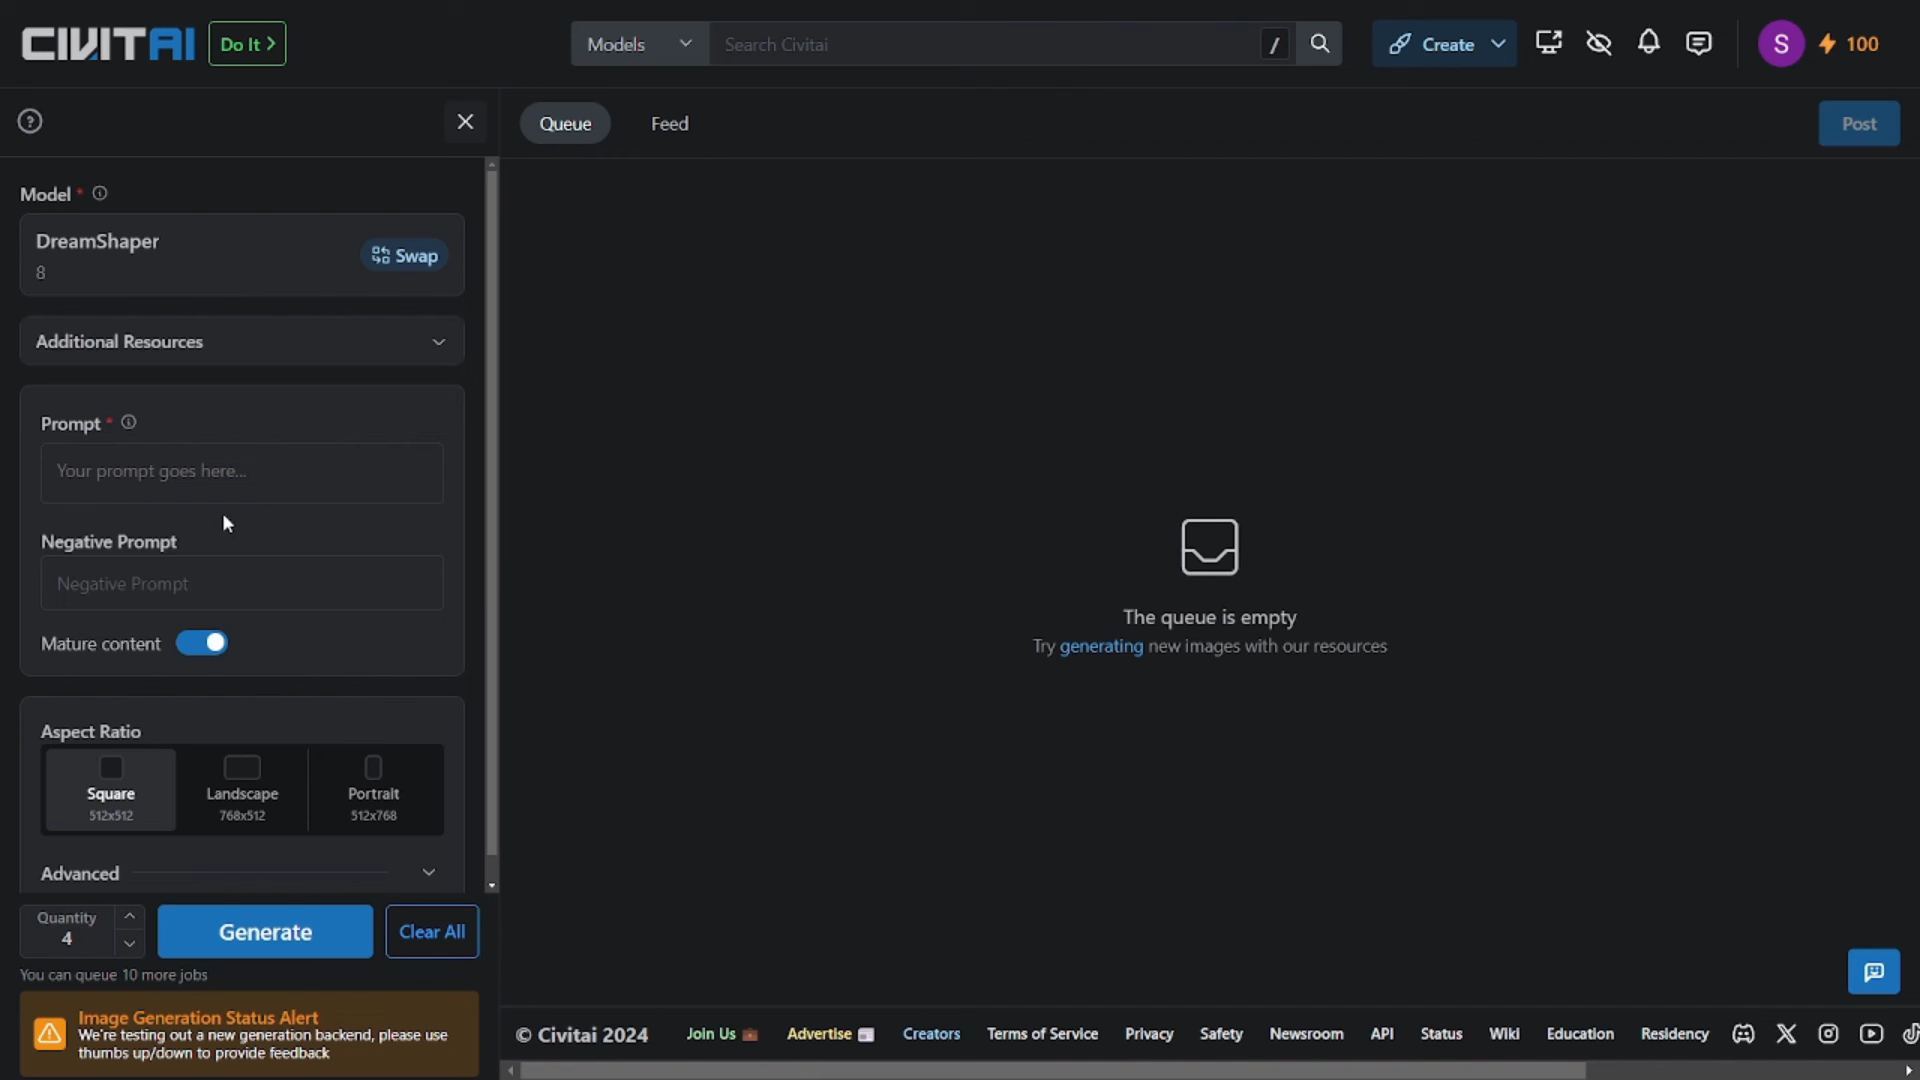 CIVITAI
Do It >
Models
Search Civitai
/
Create
S
100
?
Queue
Feed
Post
Model *
DreamShaper
8
Swap
Additional Resources
Prompt *
Your prompt goes here...
Negative Prompt
Negative Prompt
Mature content
The queue is empty
Try generating new images with our resources
Aspect Ratio
Square
512x512
Landscape
768x512
Portrait
512x768
Advanced
Quantity
4
Generate
Clear All
You can queue 10 more jobs
Image Generation Status Alert
We're testing out a new generation backend, please use
thumbs up/down to provide feedback
© Civitai 2024
Join Us
Advertise
Creators
Terms of Service
Privacy
Safety
Newsroom
API
Status
Wiki
Education
Residency